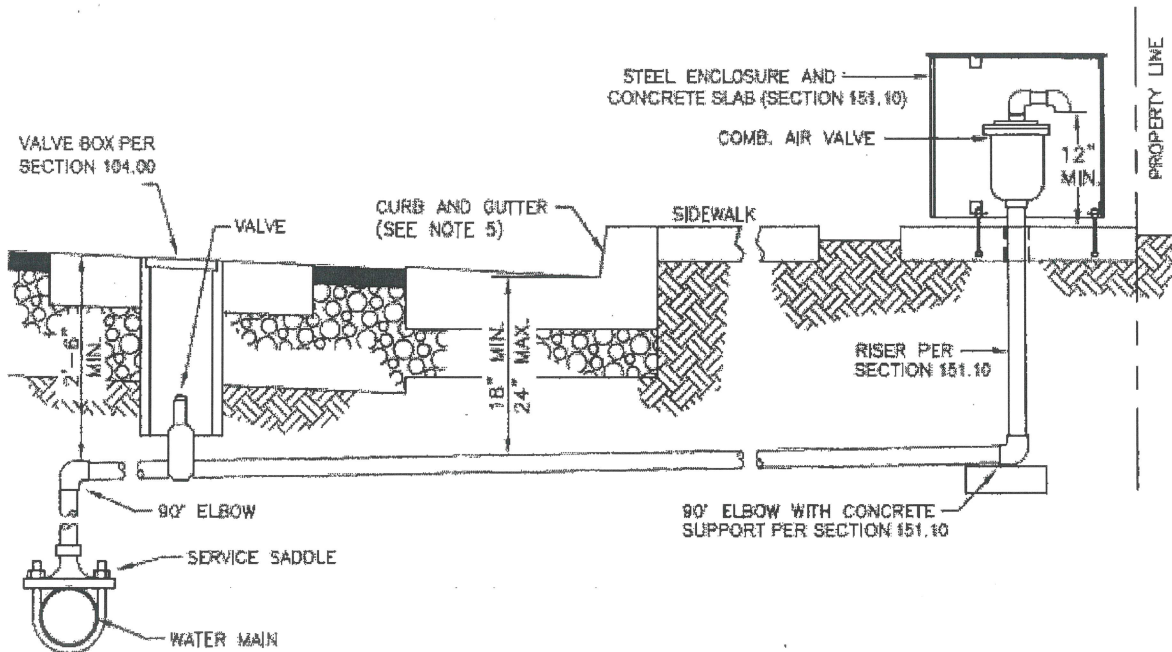 STEEL ENCLOSURE AND
CONCRETE SLAB (SECTION 151.10)
PROPERTY LINE
COMB. AIR VALVE
12"
MIN.
VALVE BOX PER
SECTION 104.00
VALVE
CURB AND GUTTER
(SEE NOTE 5)
SIDEWALK
2'-6"
MIN.
18" MIN.
24" MAX.
RISER PER
SECTION 151.10
90° ELBOW
90° ELBOW WITH CONCRETE
SUPPORT PER SECTION 151.10
SERVICE SADDLE
WATER MAIN